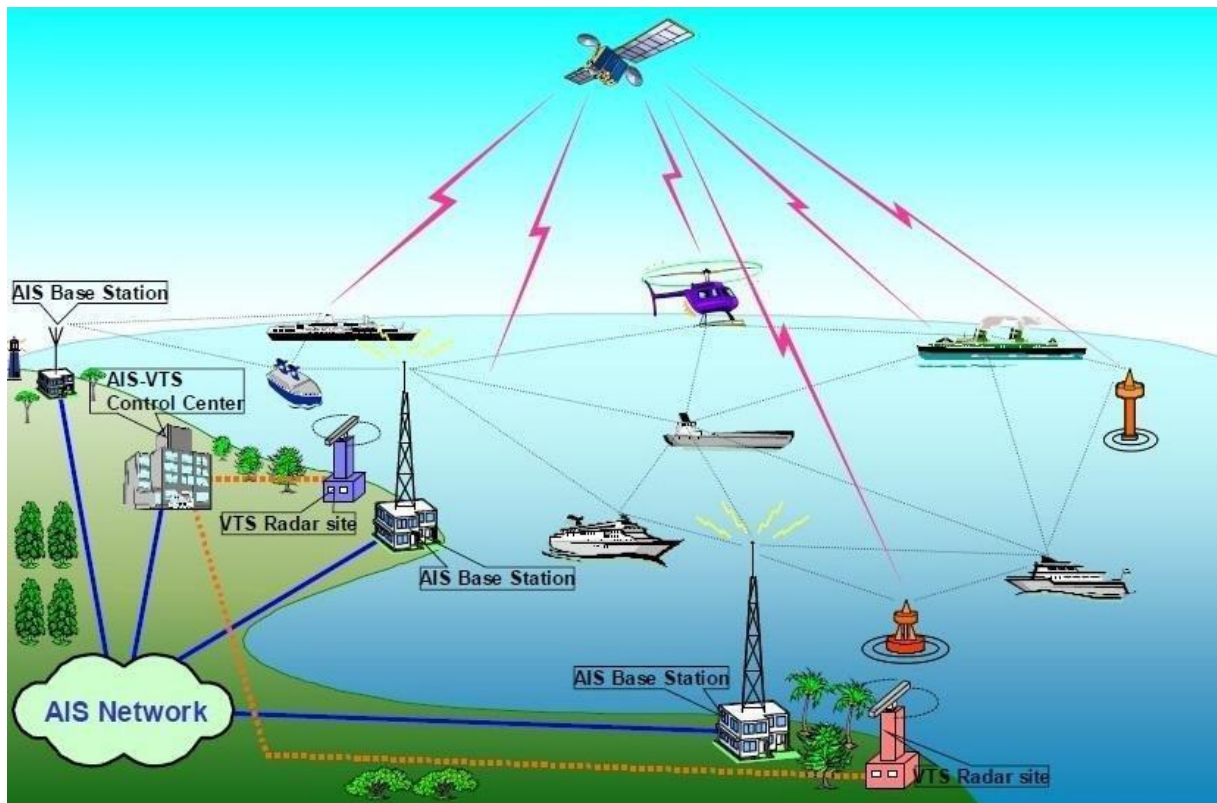 AIS Base Station
AIS-VTS
Control Center
VTS Radar site
AIS Base Station
AIS Base Station
AIS Network
VTS Radar site